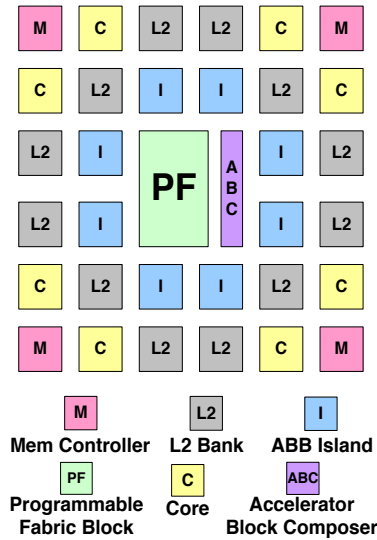 M C L2 L2 C M
C L2 I I L2 C
L2 I PF A B C I L2
L2 I I L2
C L2 I I L2 C
M C L2 L2 C M
M L2 I
Mem Controller L2 Bank ABB Island
PF C ABC
Programmable Fabric Block Core Accelerator Block Composer